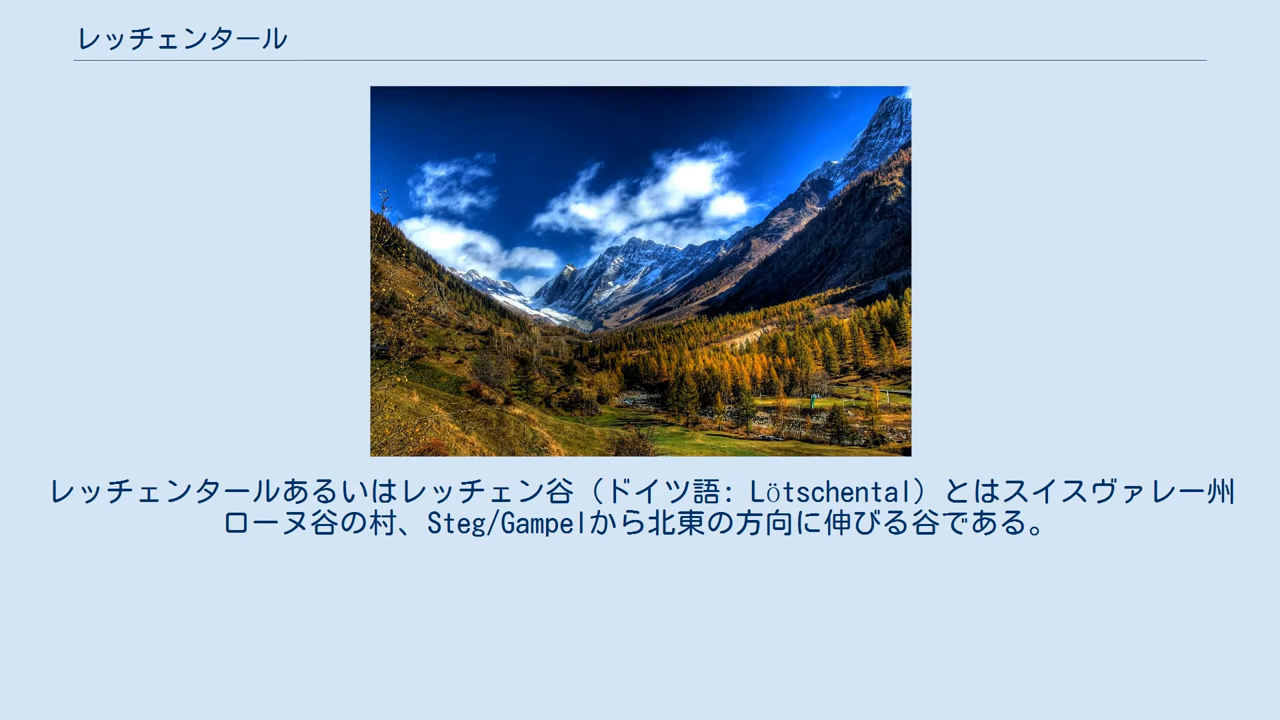 レッチェンタール
レッチェンタールあるいはレッチェン谷（ドイツ語: Lötschental）とはスイスヴァレー州
ローヌ谷の村、Steg/Gampelから北東の方向に伸びる谷である。